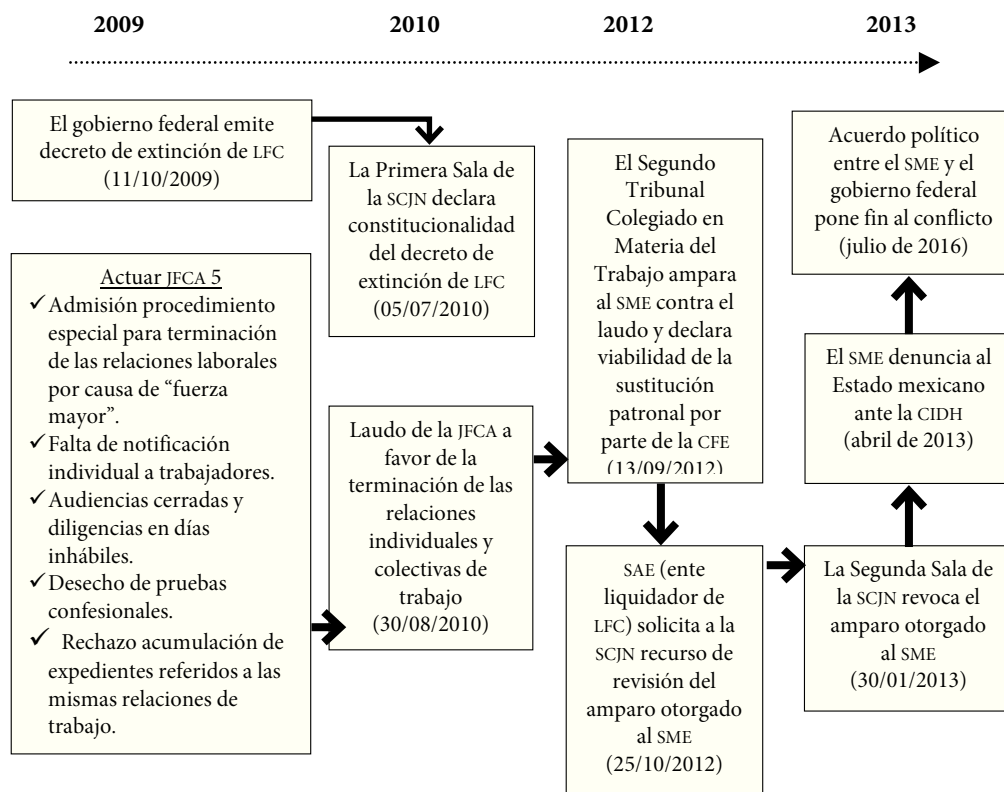 2009 2010 2012 2013
El gobierno federal emite
decreto de extinción de LFC
(11/10/2009)
Actuar JFCA 5
✓ Admisión procedimiento
especial para terminación
de las relaciones laborales
por causa de “fuerza
mayor”.
✓ Falta de notificación
individual a trabajadores.
✓ Audiencias cerradas y
diligencias en días
inhábiles.
✓ Desecho de pruebas
confesionales.
✓ Rechazo acumulación de
expedientes referidos a las
mismas relaciones de
trabajo.
La Primera Sala de
la SCJN declara
constitucionalidad
del decreto de
extinción de LFC
(05/07/2010)
Laudo de la JFCA a
favor de la
terminación de las
relaciones
individuales y
colectivas de
trabajo
(30/08/2010)
El Segundo
Tribunal
Colegiado en
Materia del
Trabajo ampara
al SME contra el
laudo y declara
viabilidad de la
sustitución
patronal por
parte de la CFE
(13/09/2012)
SAE (ente
liquidador de
LFC) solicita a la
SCJN recurso de
revisión del
amparo otorgado
al SME
(25/10/2012)
La Segunda Sala de
la SCJN revoca el
amparo otorgado
al SME
(30/01/2013)
El SME denuncia al
Estado mexicano
ante la CIDH
(abril de 2013)
Acuerdo político
entre el SME y el
gobierno federal
pone fin al conflicto
(julio de 2016)